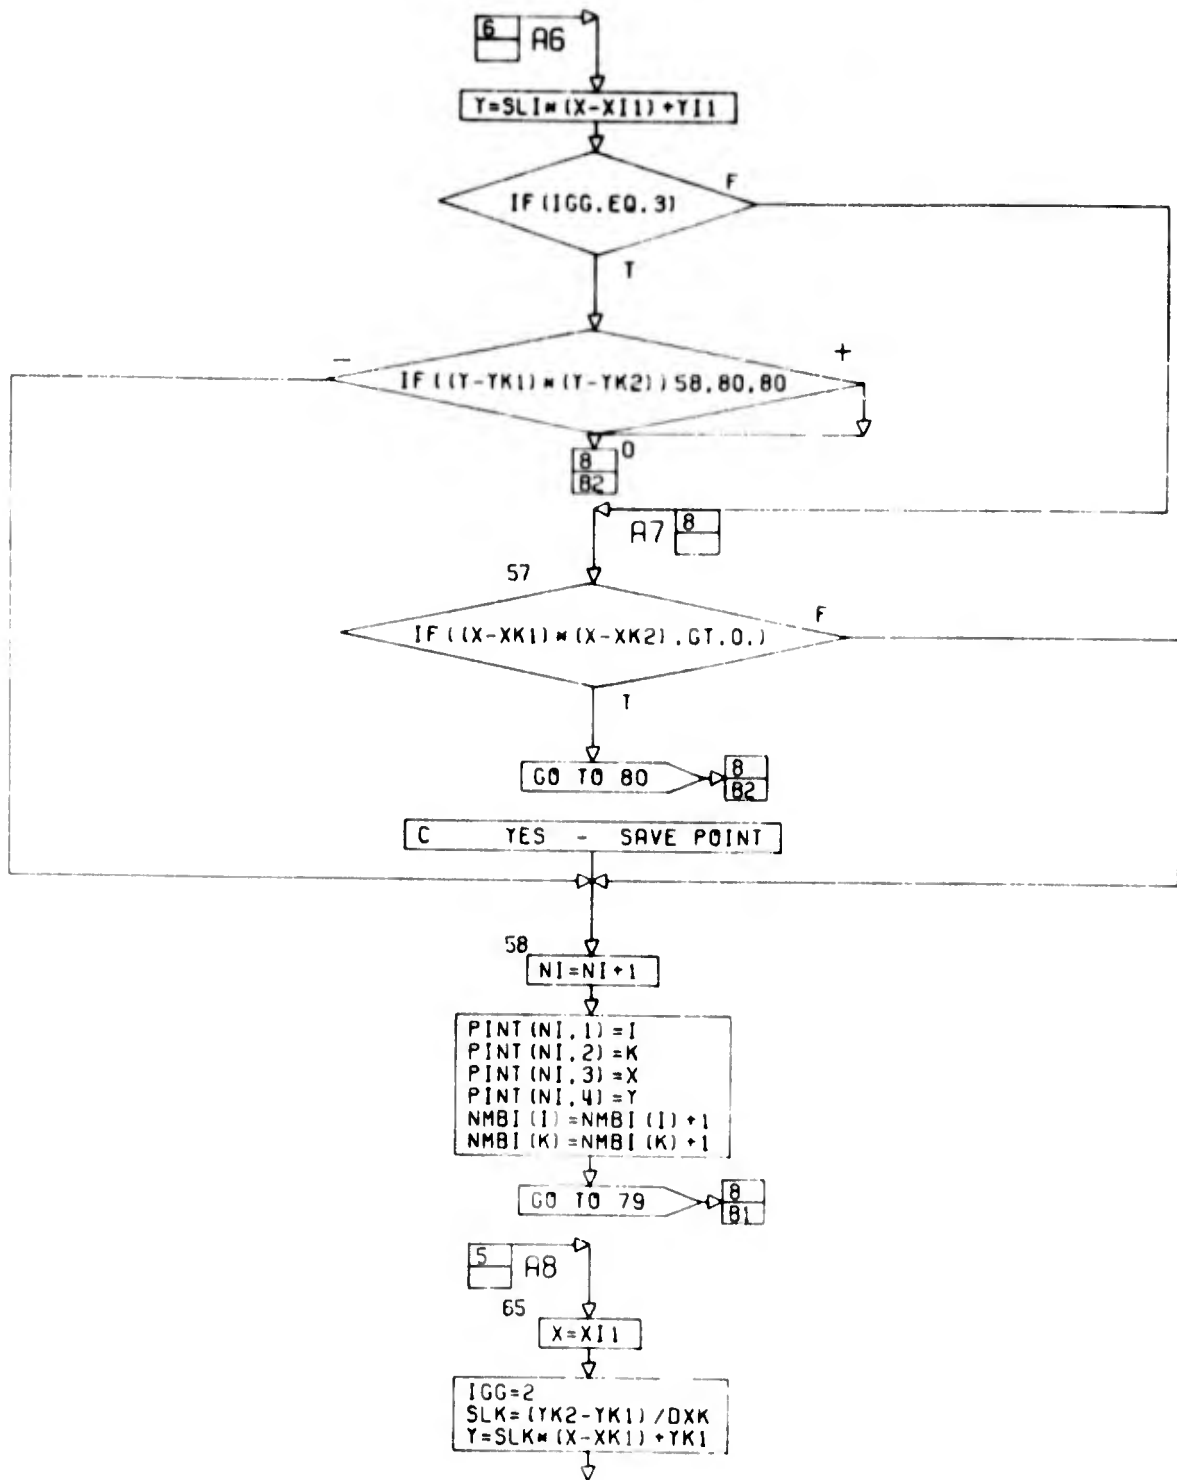 6 A6
Y=SLI*(X-XI1)+YI1
F
IF(IGG.EQ.3)
T
- +
IF((Y-YK1)*(Y-YK2))58,80,80
0
8
B2
A7 8
57
F
IF((X-XK1)*(X-XK2).GT.0.)
T
GO TO 80 8
B2
C YES - SAVE POINT
58
NI=NI+1
PINT(NI,1)=I
PINT(NI,2)=K
PINT(NI,3)=X
PINT(NI,4)=Y
NMBI(I)=NMBI(I)+1
NMBI(K)=NMBI(K)+1
GO TO 79 8
B1
5 A8
65
X=XI1
IGG=2
SLK=(YK2-YK1)/DXK
Y=SLK*(X-XK1)+YK1